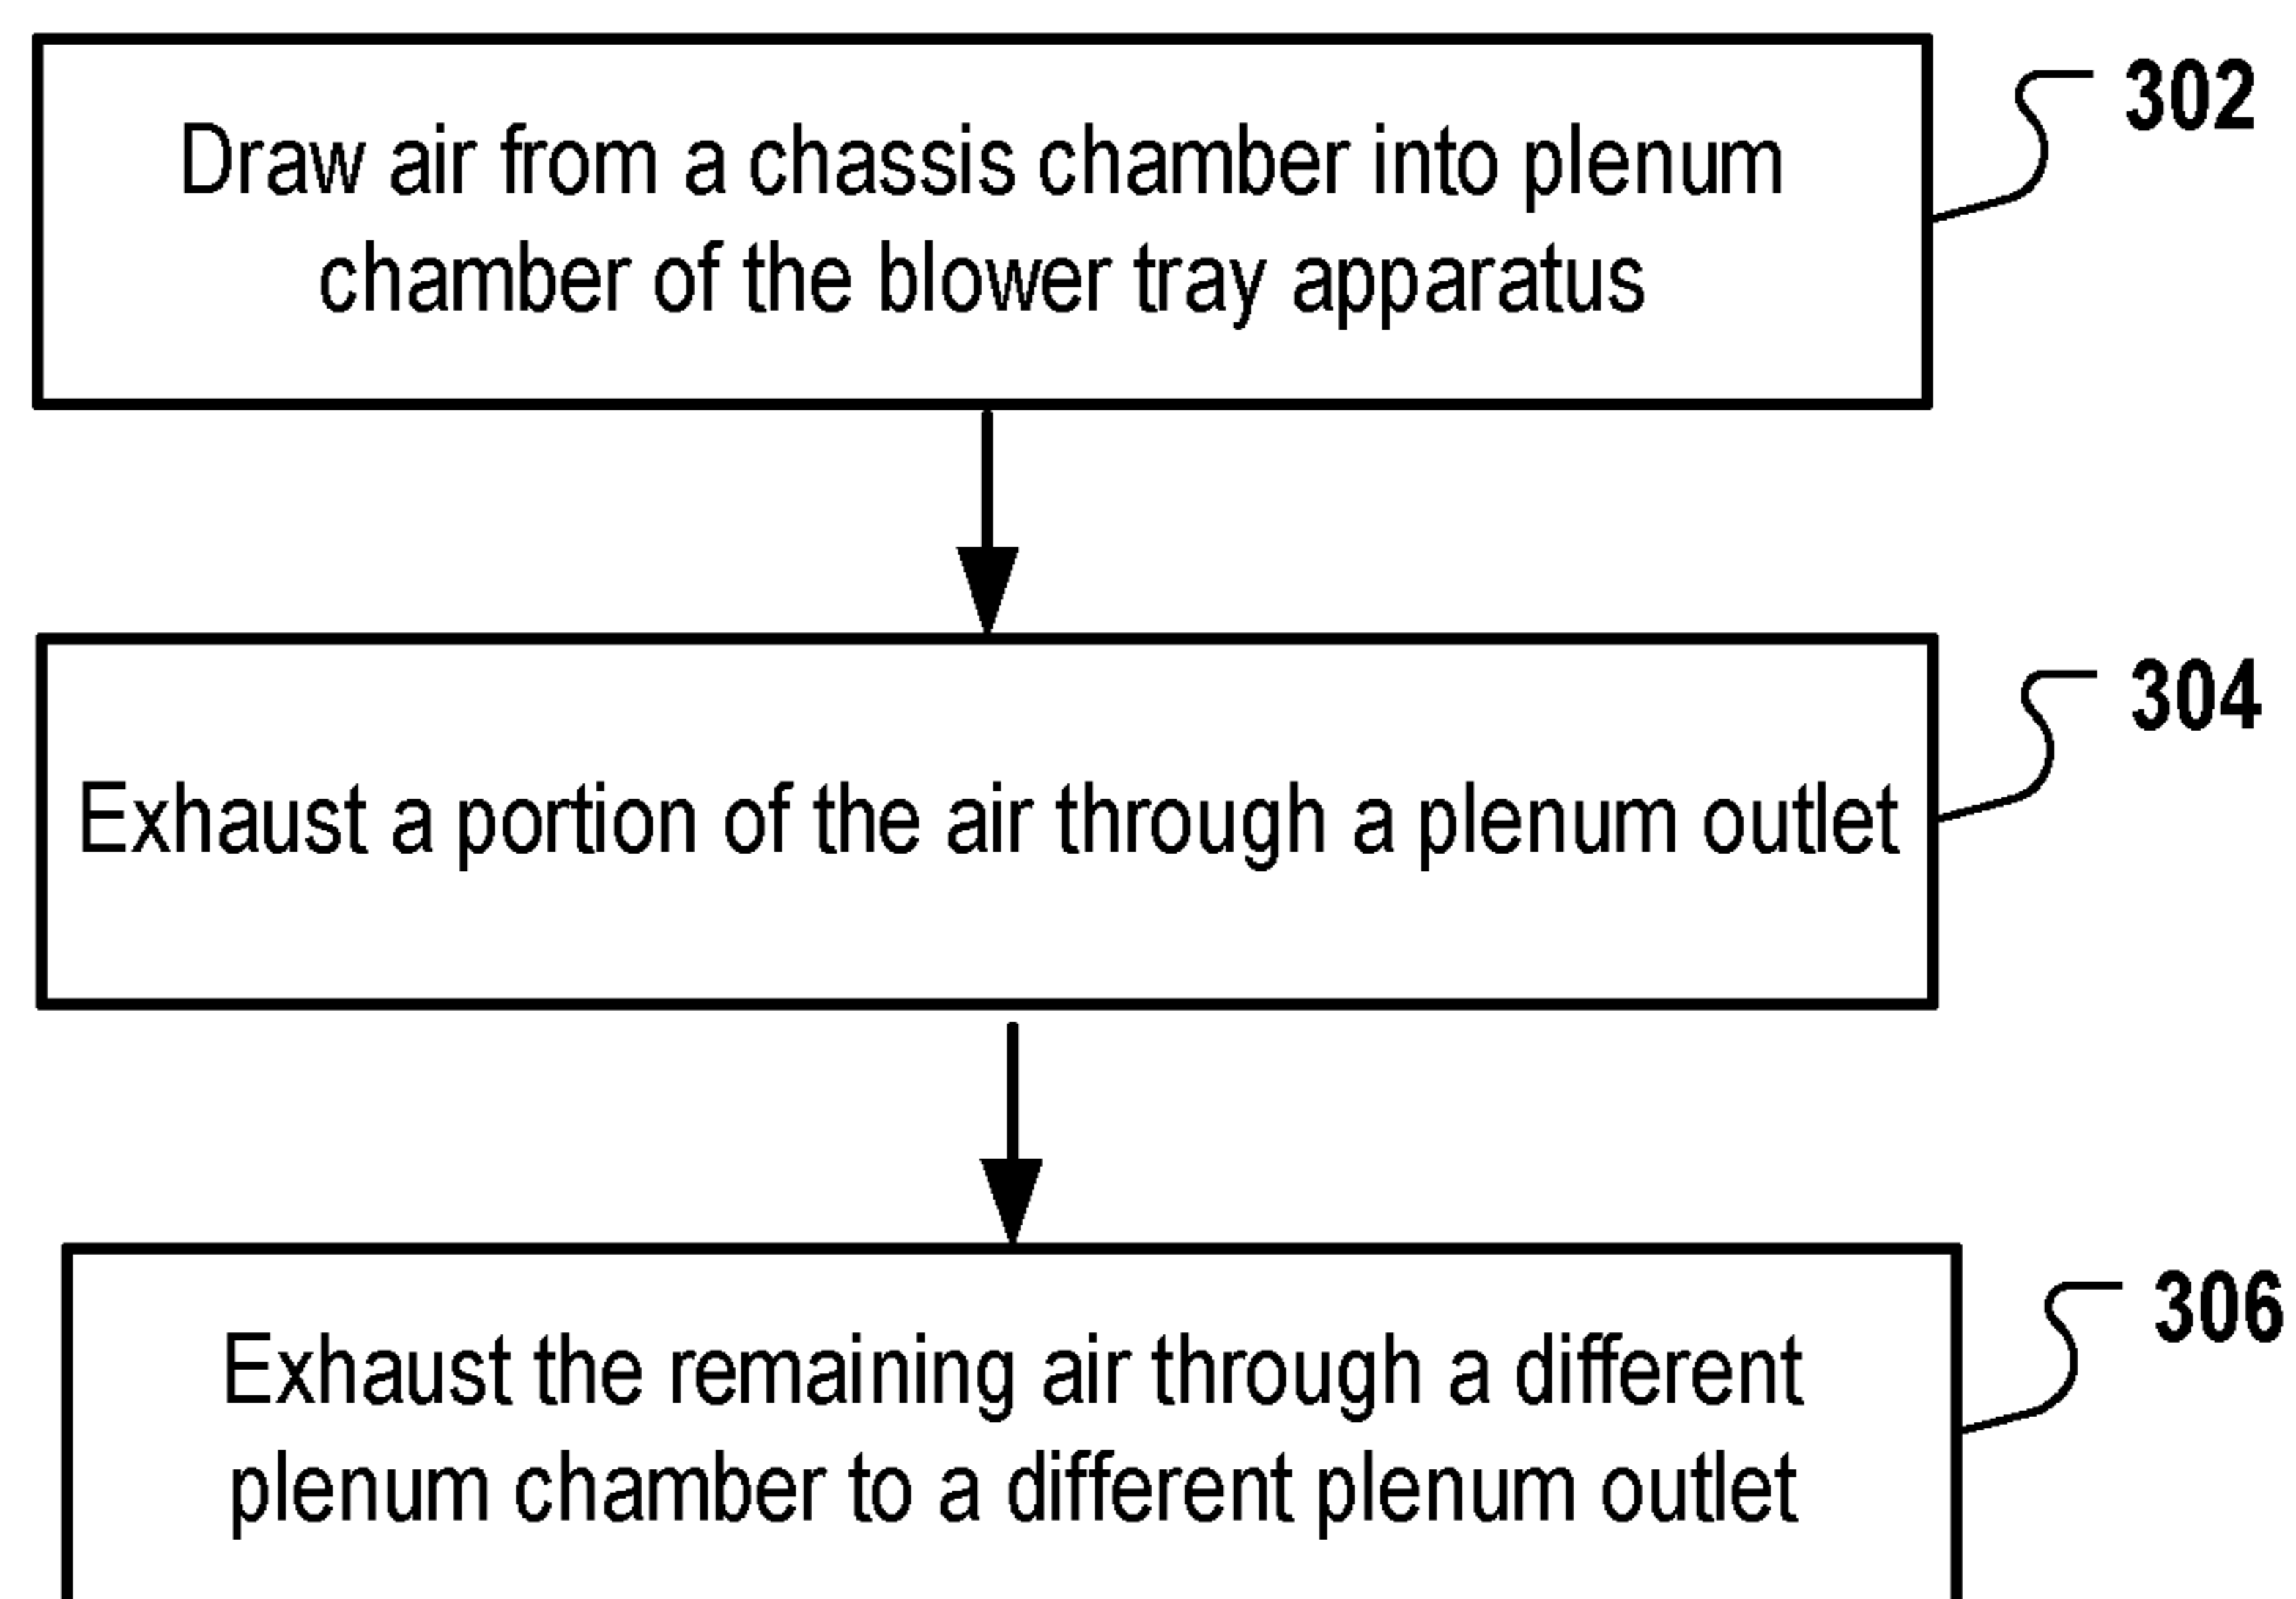 Draw air from a chassis chamber into plenum
chamber of the blower tray apparatus
302
Exhaust a portion of the air through a plenum outlet
304
Exhaust the remaining air through a different
plenum chamber to a different plenum outlet
306